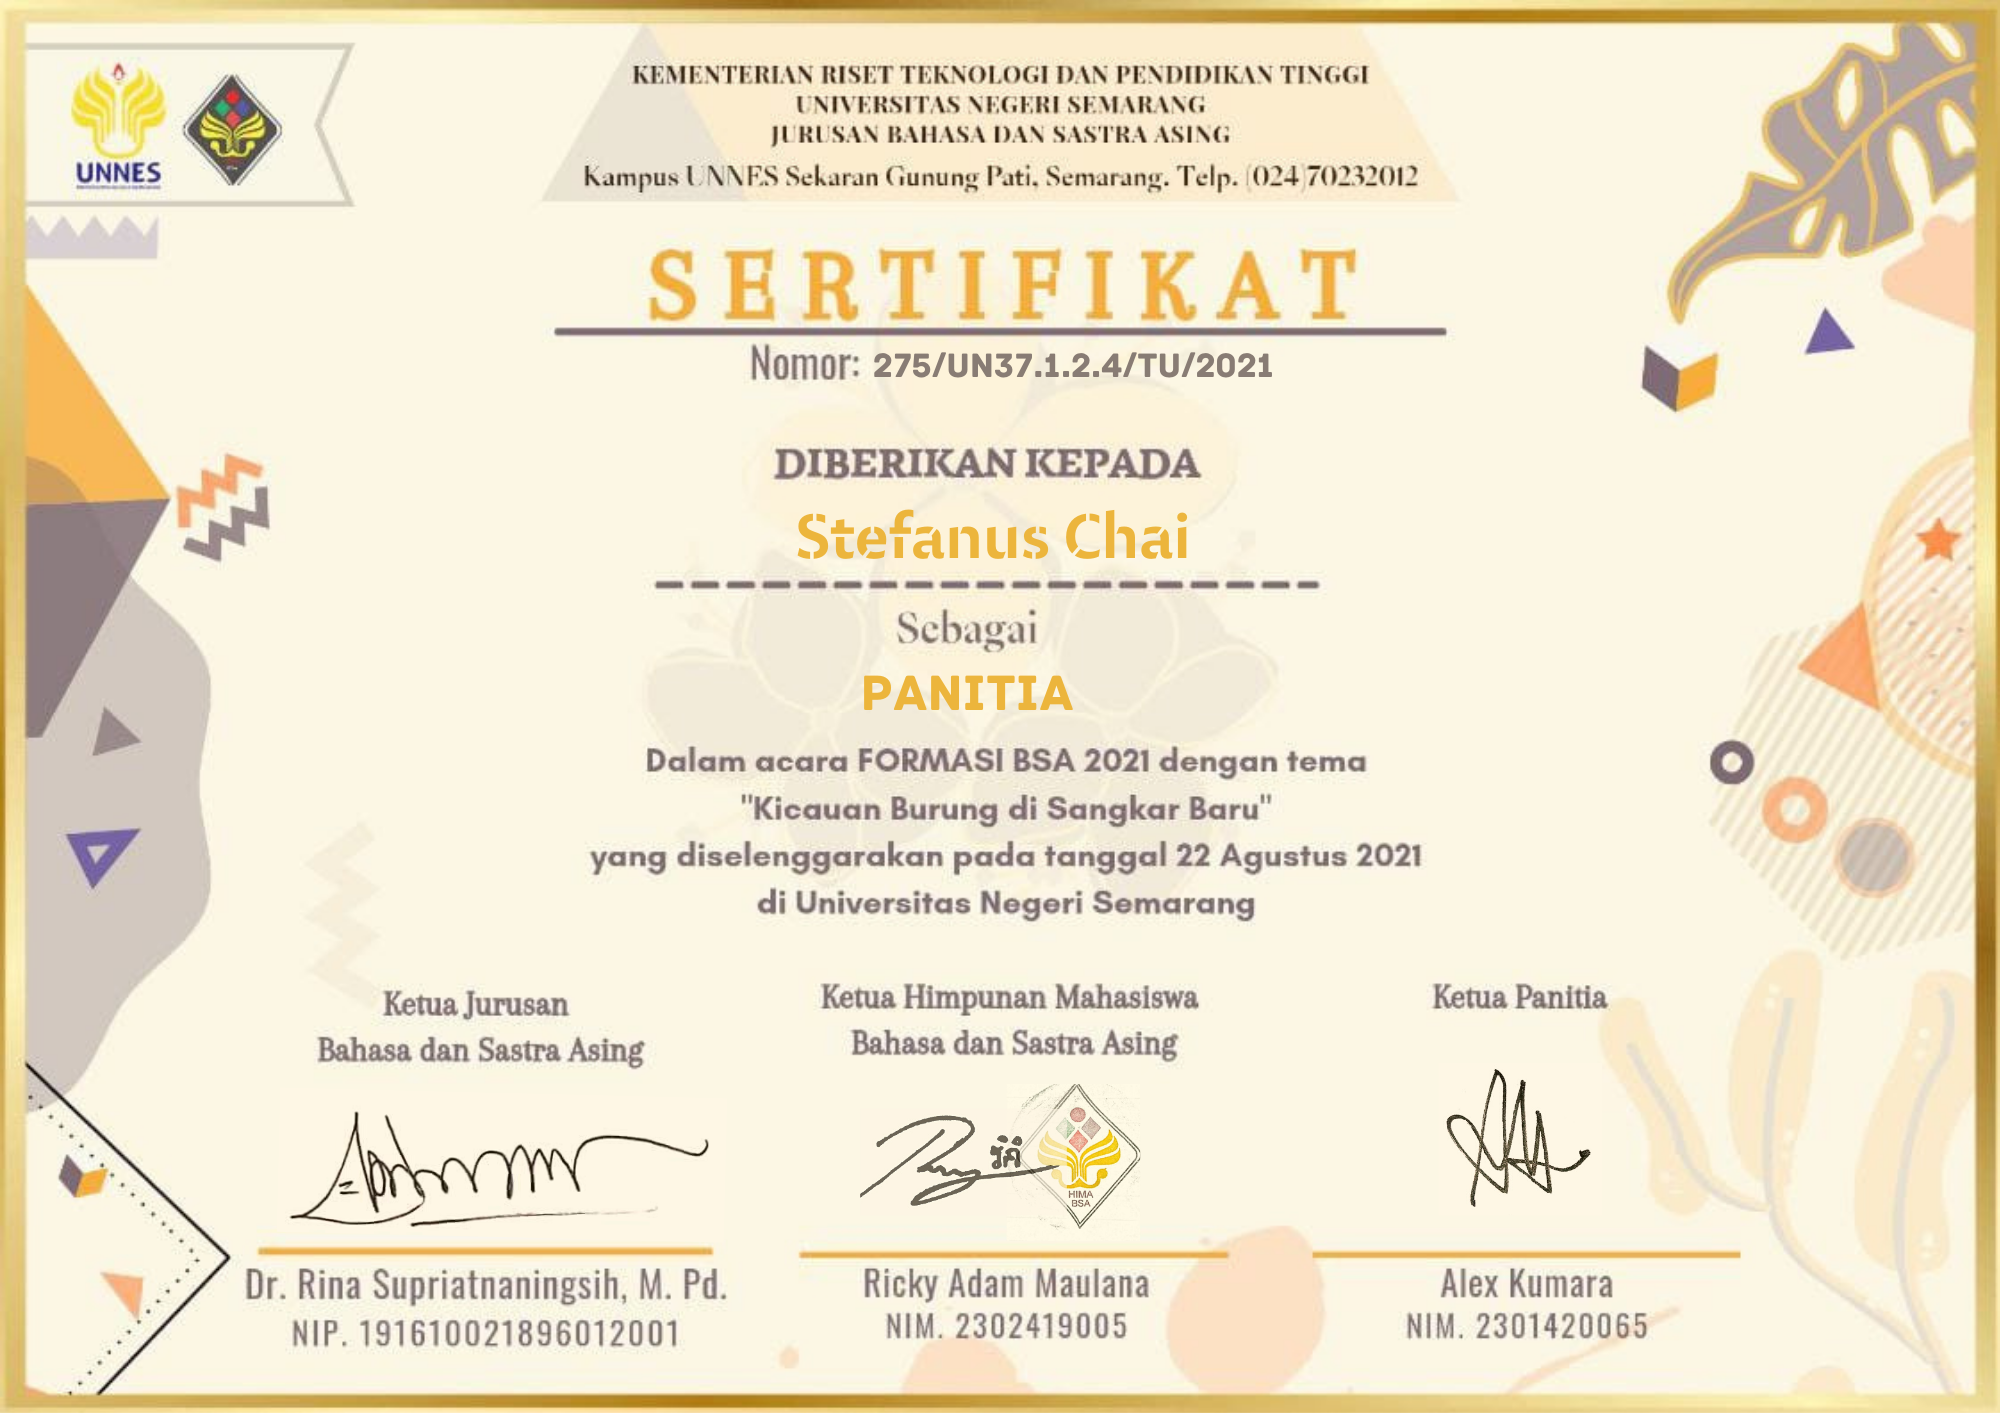 UNNES
KEMENTERIAN RISET TEKNOLOGI DAN PENDIDIKAN TINGGI
UNIVERSITAS NEGERI SEMARANG
JURUSAN BAHASA DAN SASTRA ASING
Kampus UNNES Sekaran Gunung Pati, Semarang. Telp. (024)70232012
SERTIFIKAT
Nomor: 275/UN37.1.2.4/TU/2021
DIBERIKAN KEPADA
Stefanus Chai
Sebagai
PANITIA
Dalam acara FORMASI BSA 2021 dengan tema
"Kicauan Burung di Sangkar Baru"
yang diselenggarakan pada tanggal 22 Agustus 2021
di Universitas Negeri Semarang
Ketua Jurusan
Bahasa dan Sastra Asing
Dr. Rina Supriatnaningsih, M. Pd.
NIP. 191610021896012001
Ketua Himpunan Mahasiswa
Bahasa dan Sastra Asing
HIMA
BSA
Ricky Adam Maulana
NIM. 2302419005
Ketua Panitia
Alex Kumara
NIM. 2301420065